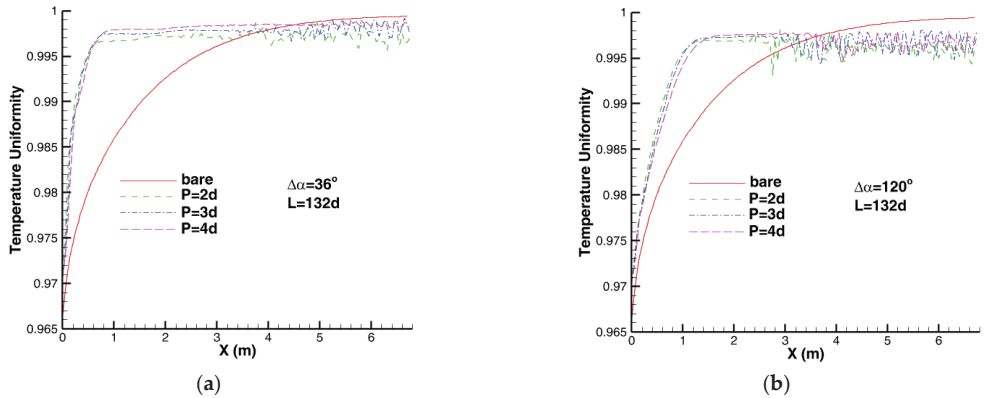 Temperature Uniformity
1
0.995
0.99
0.985
0.98
0.975
0.97
0.965
bare
P=2d
P=3d
P=4d
Δα=36°
L=132d
0 1 2 3 4 5 6
X (m)
(a)
Temperature Uniformity
1
0.995
0.99
0.985
0.98
0.975
0.97
0.965
bare
P=2d
P=3d
P=4d
Δα=120°
L=132d
0 1 2 3 4 5 6
X (m)
(b)